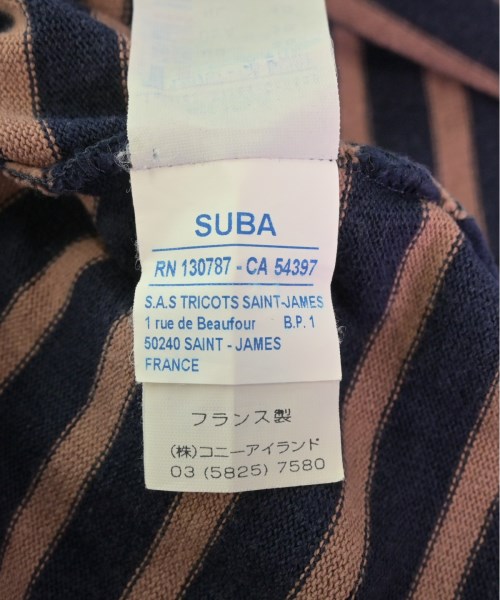 SUBA
RN 130787 - CA 54397
S.A.S TRICOTS SAINT-JAMES
1 rue de Beaufour B.P. 1
50240 SAINT - JAMES
FRANCE
フランス製
(株)コニーアイランド
03 (5825) 7580